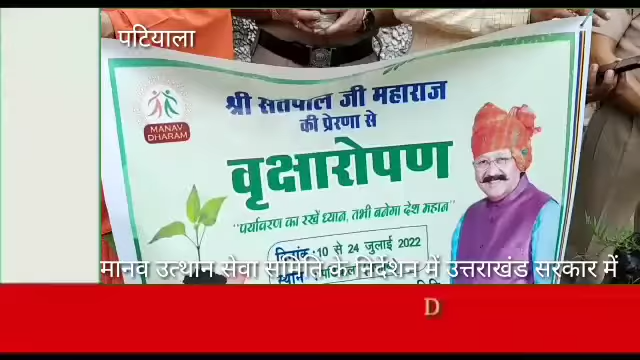 पटियाला
श्री सतपाल जी महाराज
की प्रेरणा से
MANAV
DHARAM
वृक्षारोपण
"पर्यावरण का रखें ध्यान, तभी बनेगा देश महान"
दिनांक: 10 से 24 जुलाई 2022
स्थान
मानव उत्थान सेवा समिति के निर्देशन में उत्तराखंड सरकार में
D